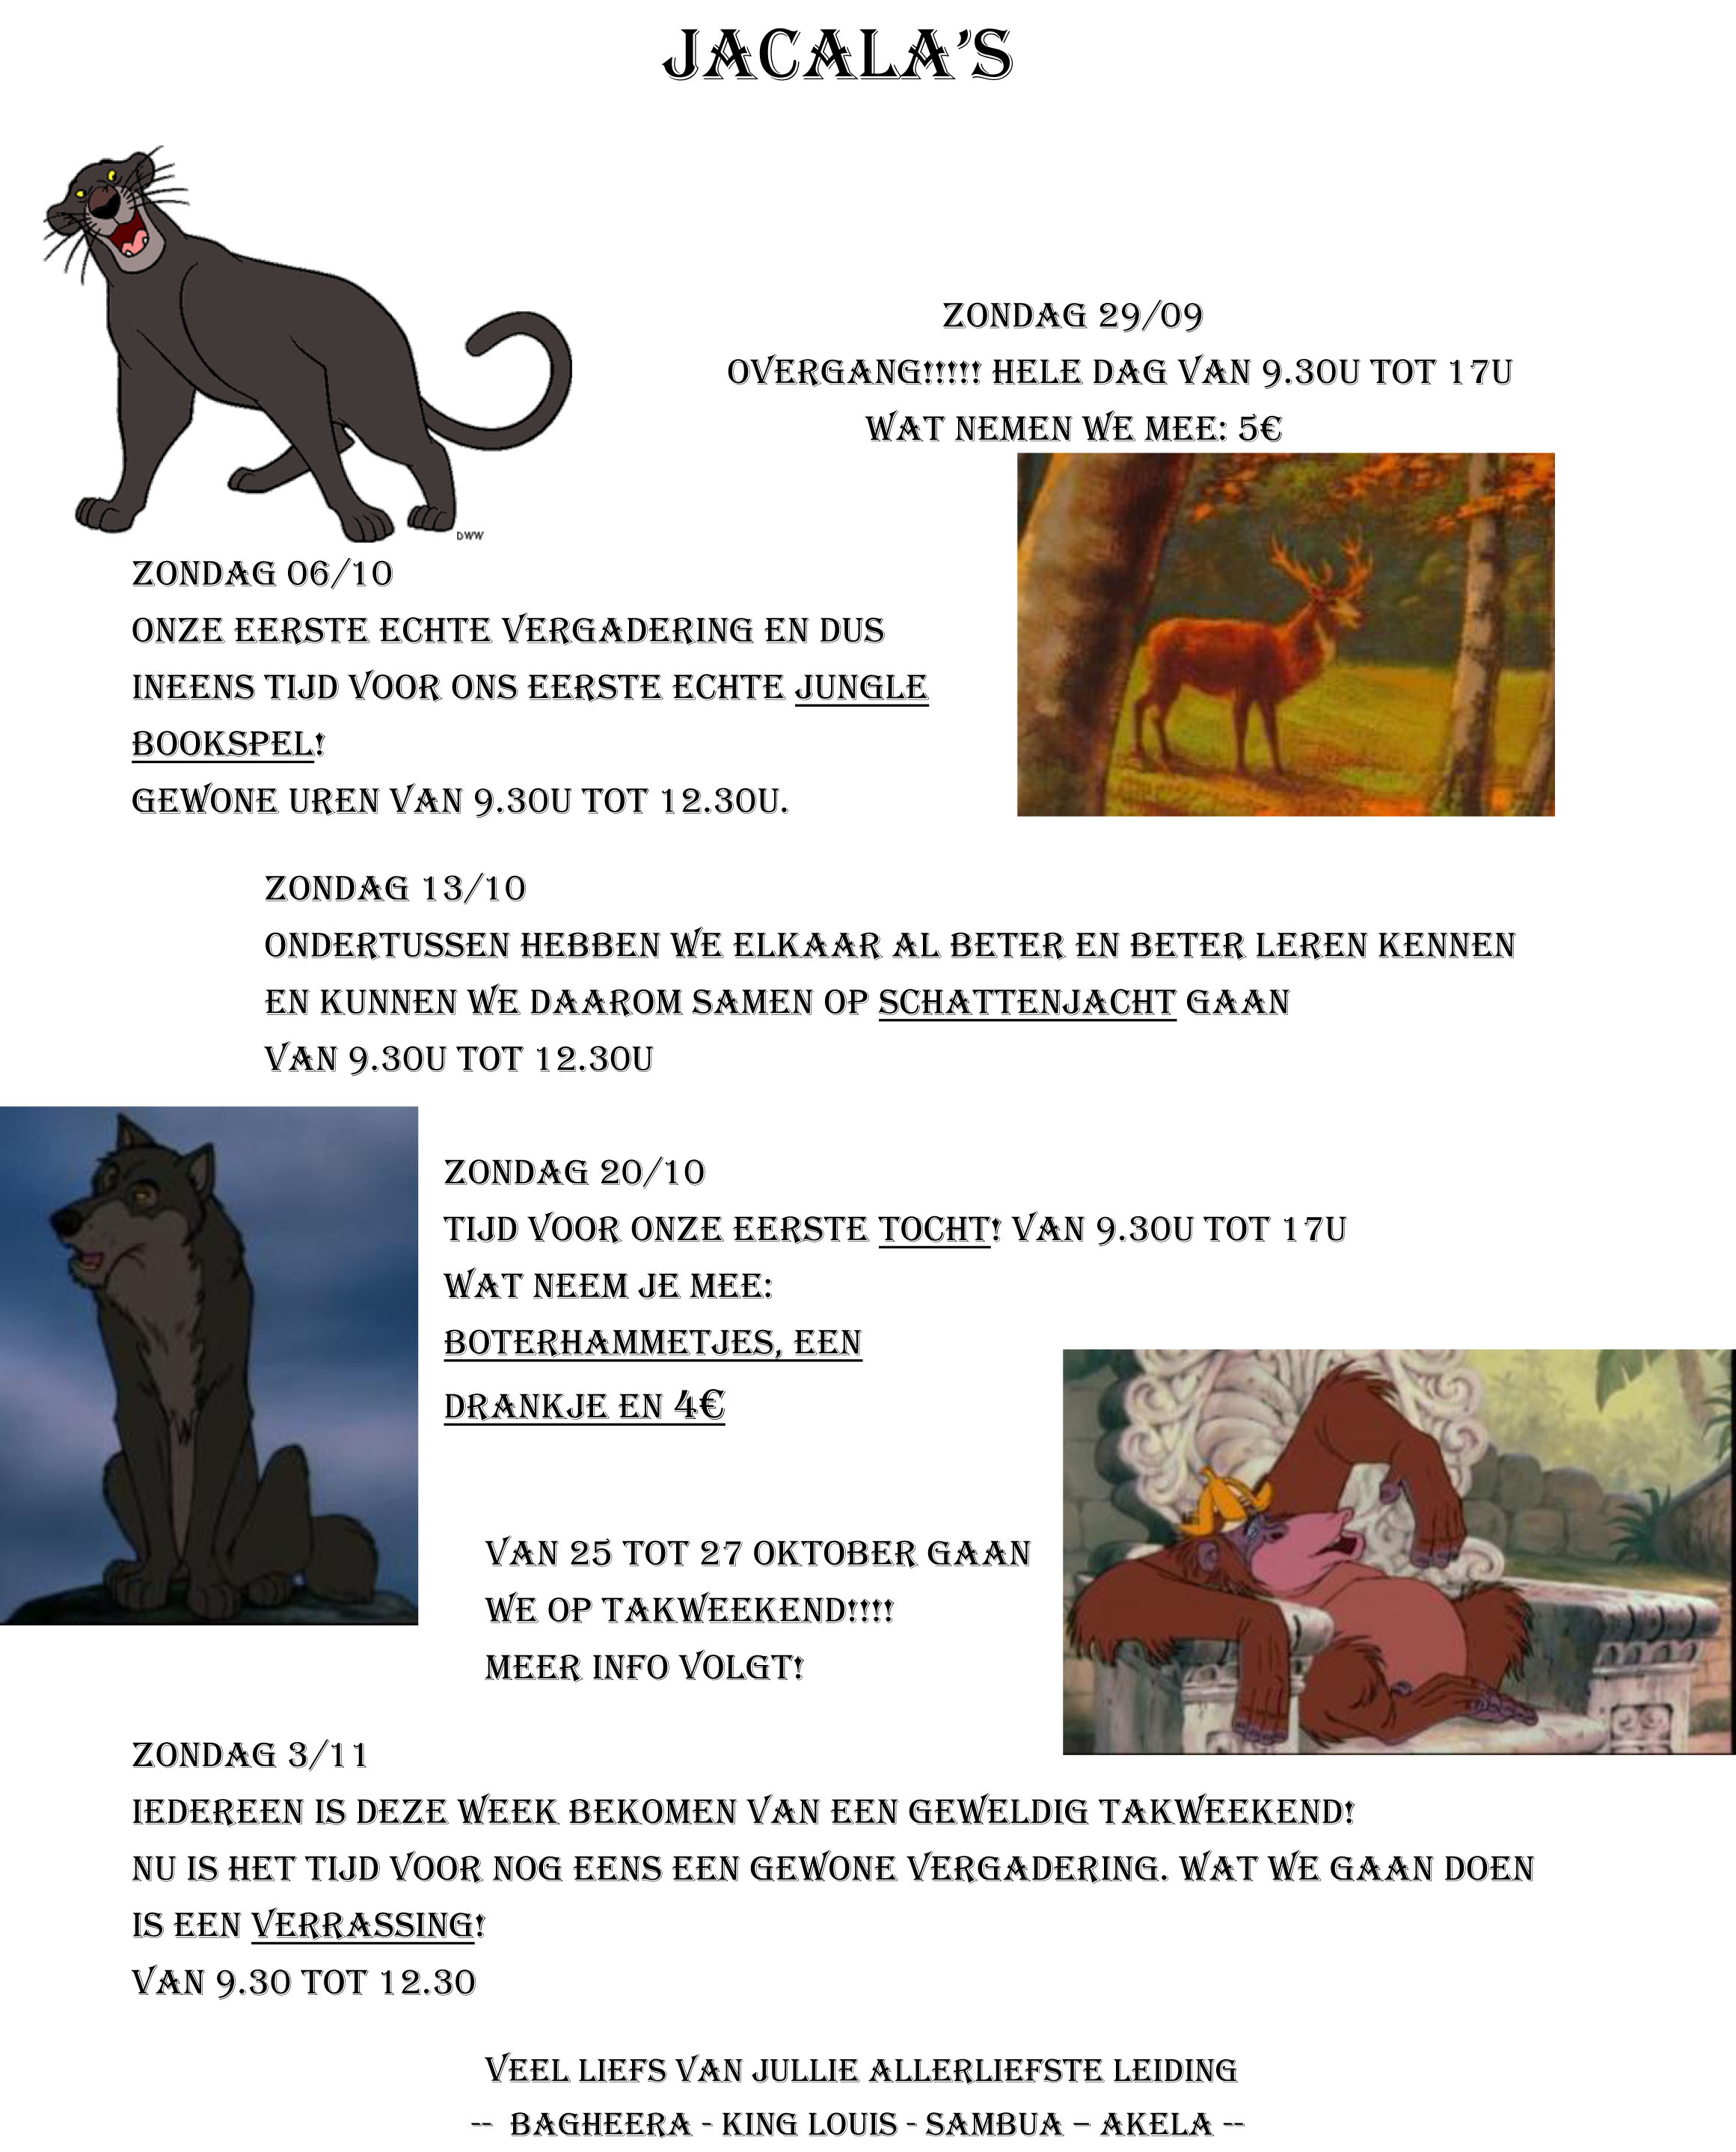 JACALA'S
DWW
ZONDAG 29/09
OVERGANG!!!!! HELE DAG VAN 9.30U TOT 17U
WAT NEMEN WE MEE: 5€
ZONDAG 06/10
ONZE EERSTE ECHTE VERGADERING EN DUS
INEENS TIJD VOOR ONS EERSTE ECHTE JUNGLE
BOOKSPEL!
GEWONE UREN VAN 9.30U TOT 12.30U.
ZONDAG 13/10
ONDERTUSSEN HEBBEN WE ELKAAR AL BETER EN BETER LEREN KENNEN
EN KUNNEN WE DAAROM SAMEN OP SCHATTENJACHT GAAN
VAN 9.30U TOT 12.30U
ZONDAG 20/10
TIJD VOOR ONZE EERSTE TOCHT! VAN 9.30U TOT 17U
WAT NEEM JE MEE:
BOTERHAMMETJES, EEN
DRANKJE EN 4€
VAN 25 TOT 27 OKTOBER GAAN
WE OP TAKWEEKEND!!!!
MEER INFO VOLGT!
ZONDAG 3/11
IEDEREEN IS DEZE WEEK BEKOMEN VAN EEN GEWELDIG TAKWEEKEND!
NU IS HET TIJD VOOR NOG EENS EEN GEWONE VERGADERING. WAT WE GAAN DOEN
IS EEN VERRASSING!
VAN 9.30 TOT 12.30
VEEL LIEFS VAN JULLIE ALLERLIEFSTE LEIDING
-- BAGHEERA - KING LOUIS - SAMBUA – AKELA --